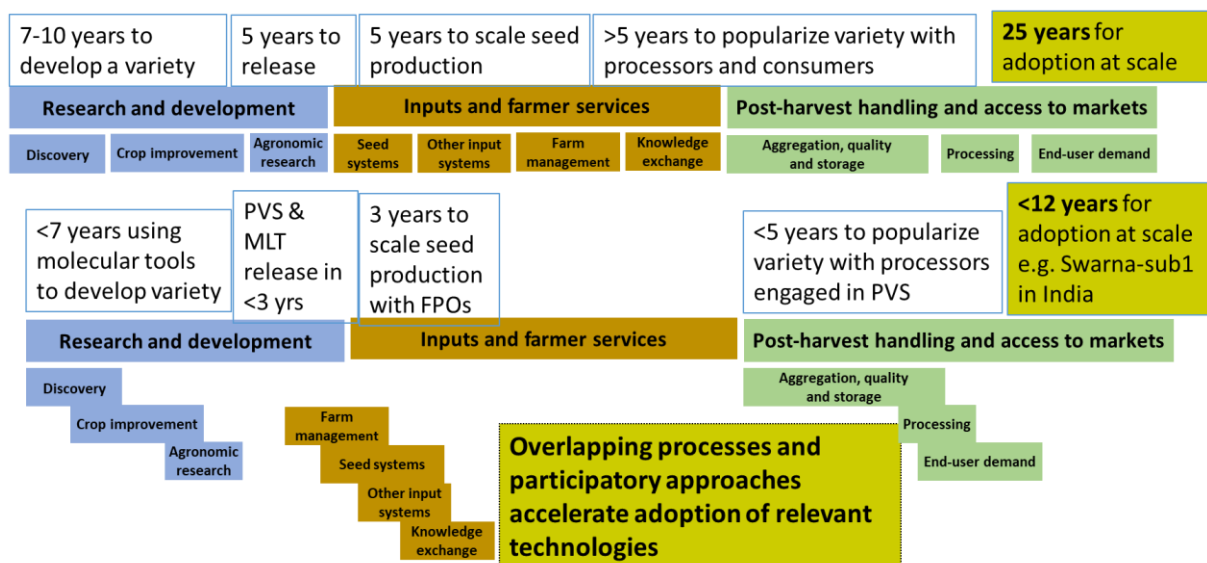 7-10 years to
develop a variety
5 years to
release
5 years to scale seed
production
>5 years to popularize variety with
processors and consumers
25 years for
adoption at scale
Research and development
Inputs and farmer services
Post-harvest handling and access to markets
Discovery
Crop improvement
Agronomic
research
Seed
systems
Other input
systems
Farm
management
Knowledge
exchange
Aggregation, quality
and storage
Processing
End-user demand
<7 years using
molecular tools
to develop variety
PVS &
MLT
release in
<3 yrs
3 years to
scale seed
production
with FPOs
<5 years to popularize
variety with processors
engaged in PVS
<12 years for
adoption at scale
e.g. Swarna-sub1
in India
Research and development
Inputs and farmer services
Post-harvest handling and access to markets
Discovery
Crop improvement
Agronomic
research
Farm
management
Seed systems
Other input
systems
Knowledge
exchange
Overlapping processes and
participatory approaches
accelerate adoption of relevant
technologies
Aggregation, quality
and storage
Processing
End-user demand